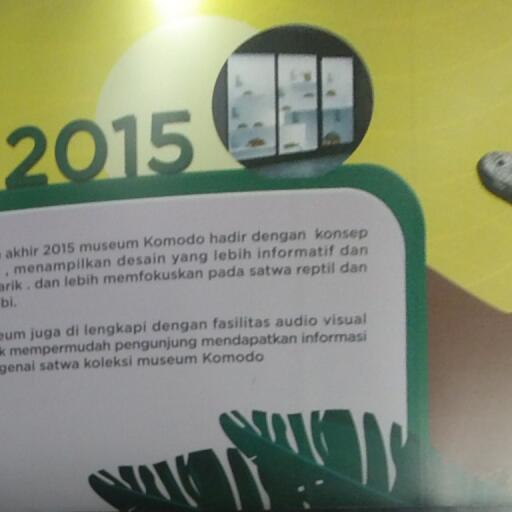 2015
akhir 2015 museum Komodo hadir dengan konsep
, menampilkan desain yang lebih informatif dan
arik . dan lebih memfokuskan pada satwa reptil dan
bi.
eum juga di lengkapi dengan fasilitas audio visual
k mempermudah pengunjung mendapatkan informasi
genai satwa koleksi museum Komodo